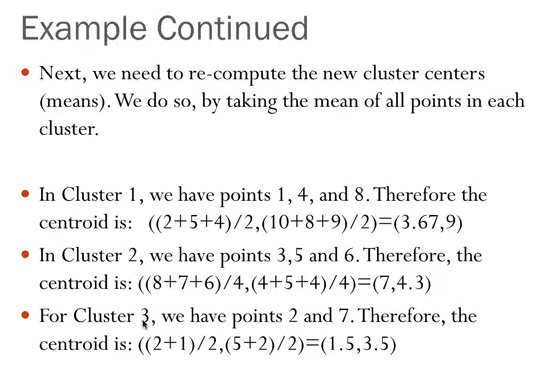 Example Continued
• Next, we need to re-compute the new cluster centers
(means). We do so, by taking the mean of all points in each
cluster.
• In Cluster 1, we have points 1, 4, and 8. Therefore the
centroid is: ((2+5+4)/2,(10+8+9)/2)=(3.67,9)
• In Cluster 2, we have points 3,5 and 6. Therefore, the
centroid is: ((8+7+6)/4,(4+5+4)/4)=(7,4.3)
• For Cluster 3, we have points 2 and 7. Therefore, the
centroid is: ((2+1)/2,(5+2)/2)=(1.5,3.5)